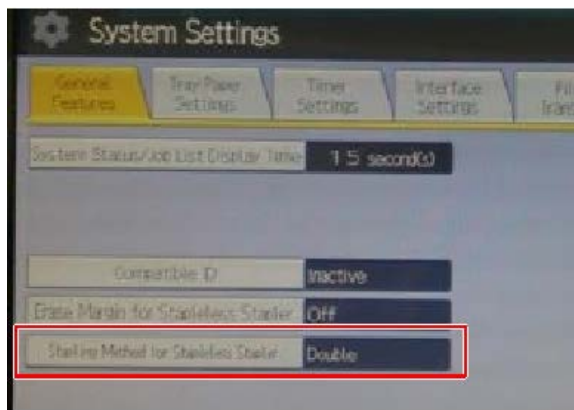 System Settings
General
Features
Tray Paper
Settings
Timer
Settings
Interface
Settings
System Status/Job List Display Time
15 second(s)
Compatible ID
Inactive
Erase Margin for Stapleless Stapler
Off
Stapling Method for Stapleless Stapler
Double